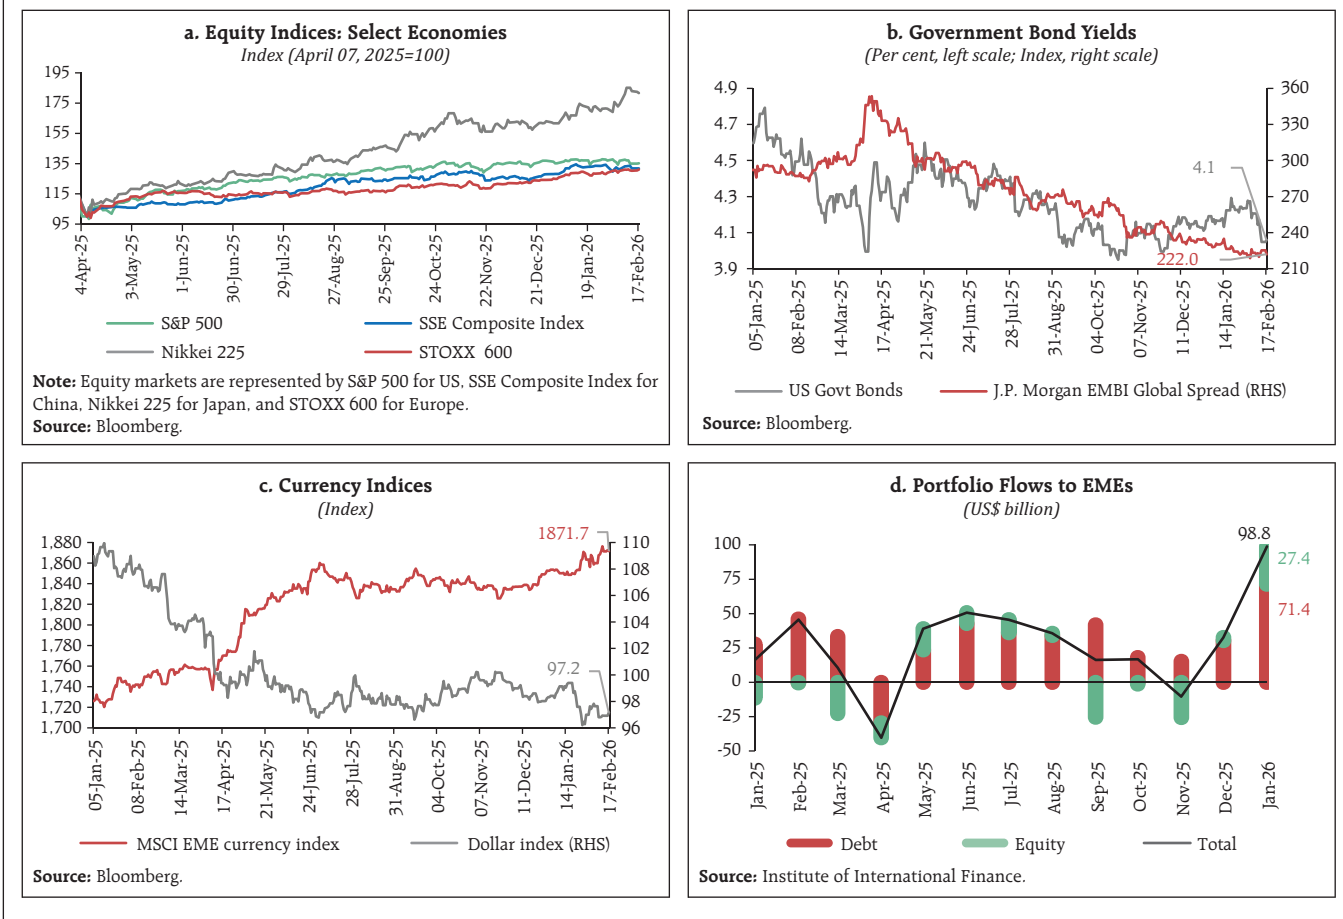 a. Equity Indices: Select Economies
Index (April 07, 2025=100)
195
175
155
135
115
95
4-Apr-25
3-May-25
1-Jun-25
30-Jun-25
29-Jul-25
27-Aug-25
25-Sep-25
24-Oct-25
22-Nov-25
21-Dec-25
19-Jan-26
17-Feb-26
S&P 500
SSE Composite Index
Nikkei 225
STOXX 600
Note: Equity markets are represented by S&P 500 for US, SSE Composite Index for
China, Nikkei 225 for Japan, and STOXX 600 for Europe.
Source: Bloomberg.
b. Government Bond Yields
(Per cent, left scale; Index, right scale)
4.9
4.7
4.5
4.3
4.1
3.9
360
330
300
270
240
210
4.1
222.0
05-Jan-25
08-Feb-25
14-Mar-25
17-Apr-25
21-May-25
24-Jun-25
28-Jul-25
31-Aug-25
04-Oct-25
07-Nov-25
11-Dec-25
14-Jan-26
17-Feb-26
US Govt Bonds
J.P. Morgan EMBI Global Spread (RHS)
Source: Bloomberg.
c. Currency Indices
(Index)
1871.7
1,880
1,860
1,840
1,820
1,800
1,780
1,760
1,740
1,720
1,700
110
108
106
104
102
100
98
96
97.2
05-Jan-25
08-Feb-25
14-Mar-25
17-Apr-25
21-May-25
24-Jun-25
28-Jul-25
31-Aug-25
04-Oct-25
07-Nov-25
11-Dec-25
14-Jan-26
17-Feb-26
MSCI EME currency index
Dollar index (RHS)
Source: Bloomberg.
d. Portfolio Flows to EMEs
(US$ billion)
98.8
27.4
71.4
100
75
50
25
0
-25
-50
Jan-25
Feb-25
Mar-25
Apr-25
May-25
Jun-25
Jul-25
Aug-25
Sep-25
Oct-25
Nov-25
Dec-25
Jan-26
Debt
Equity
Total
Source: Institute of International Finance.